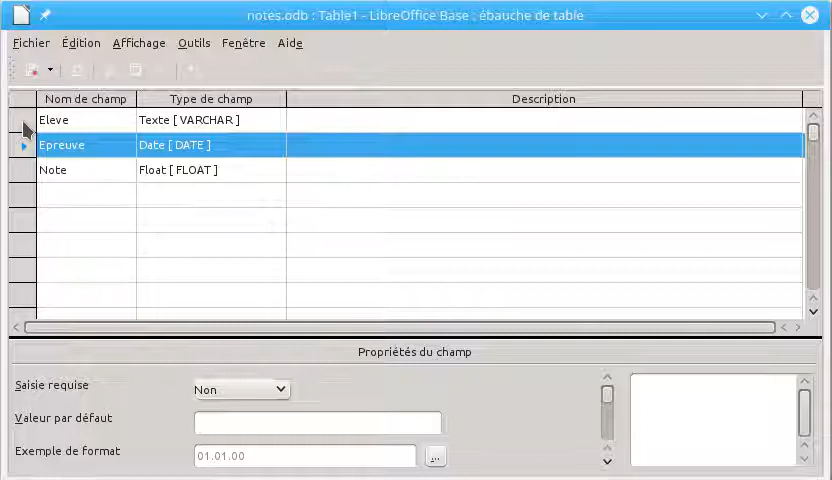 notes.odb : Table1 - LibreOffice Base : ébauche de table
Fichier Édition Affichage Outils Fenêtre Aide
Nom de champ Type de champ Description
Eleve Texte [ VARCHAR ]
Epreuve Date [ DATE ]
Note Float [ FLOAT ]
Propriétés du champ
Saisie requise Non
Valeur par défaut
Exemple de format 01.01.00 ...